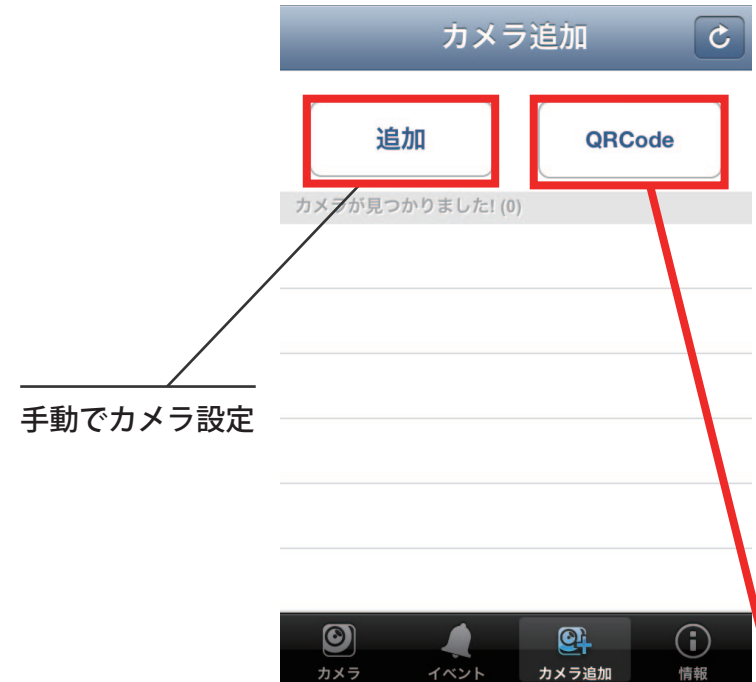 カメラ追加
追加
QRCode
カメラが見つかりました! (0)
手動でカメラ設定
カメラ
イベント
カメラ追加
情報